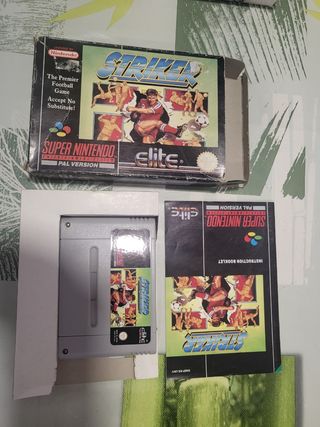 Nintendo
The Premier
Football
Game
Accept No
Substitute!
STRIKER
SUPER NINTENDO
ENTERTAINMENT SYSTEM
PAL VERSION
elite
STRIKER
elite
elite
SUPER NINTENDO
ENTERTAINMENT SYSTEM
PAL VERSION
INSTRUCTION BOOKLET
STRIKER